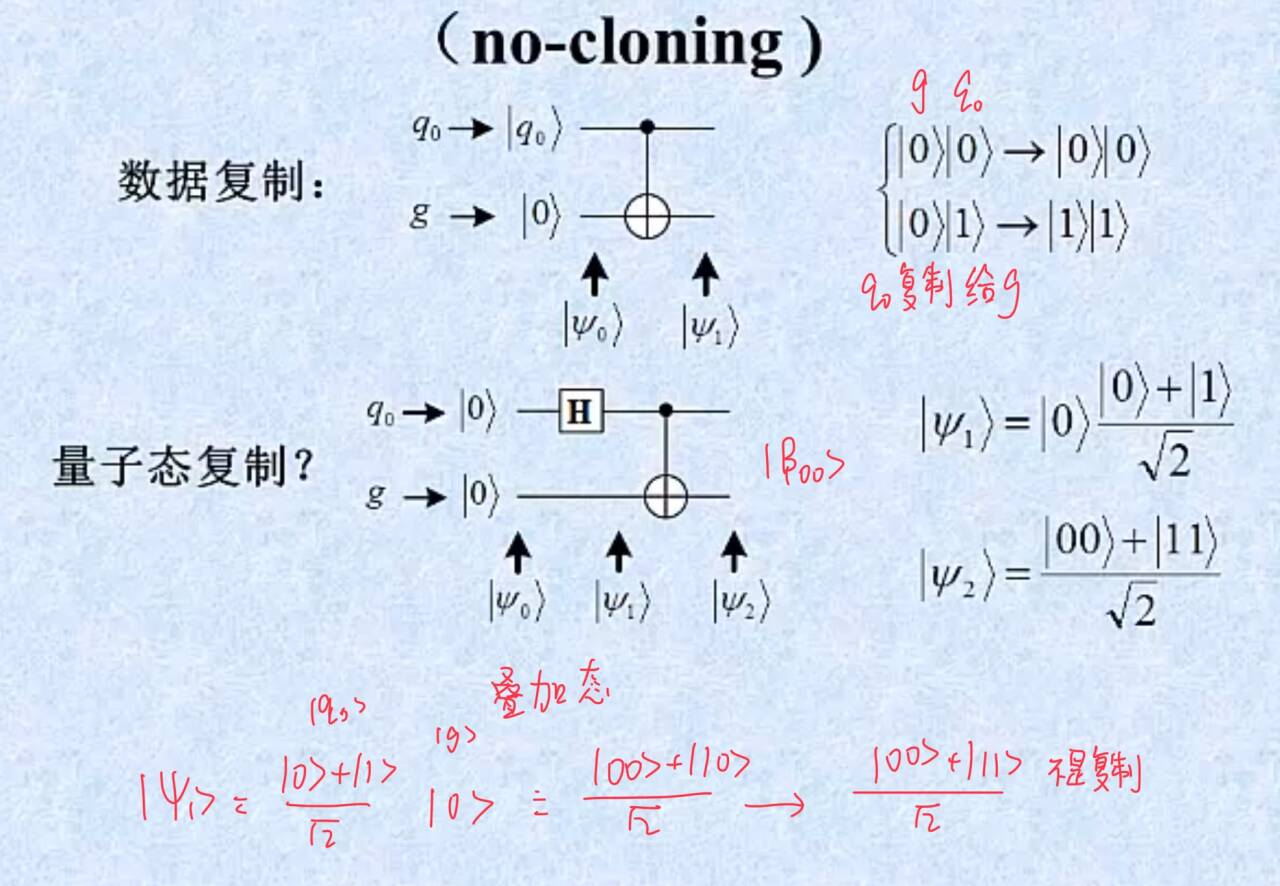 （no-cloning )
数据复制：
q₀ → |q₀⟩
g → |0⟩
|ψ₀⟩ |ψ₁⟩
g q₀
|0⟩|0⟩ → |0⟩|0⟩
|0⟩|1⟩ → |1⟩|1⟩
q₀复制给g
量子态复制？
q₀ → |0⟩ H
g → |0⟩
|β₀₀>
|ψ₀⟩ |ψ₁⟩ |ψ₂⟩
|ψ₁⟩ = |0⟩ (|0⟩+|1⟩)/√2
|ψ₂⟩ = (|00⟩+|11⟩)/√2
|q₀> |g> 叠加态
|ψ₁> = (|0>+|1>)/√2 |0> = (|00>+|10>)/√2 → (|00>+|11>)/√2 不是复制